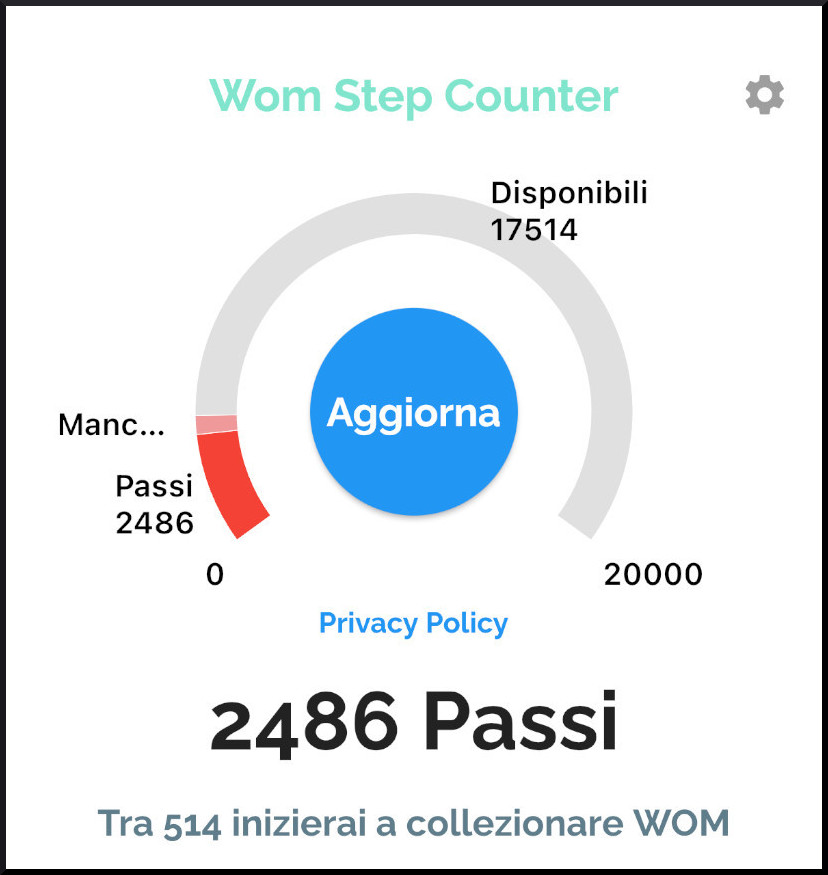 Wom Step Counter
Disponibili
17514
Aggiorna
Manc...
Passi
2486
0
20000
Privacy Policy
2486 Passi
Tra 514 inizierai a collezionare WOM